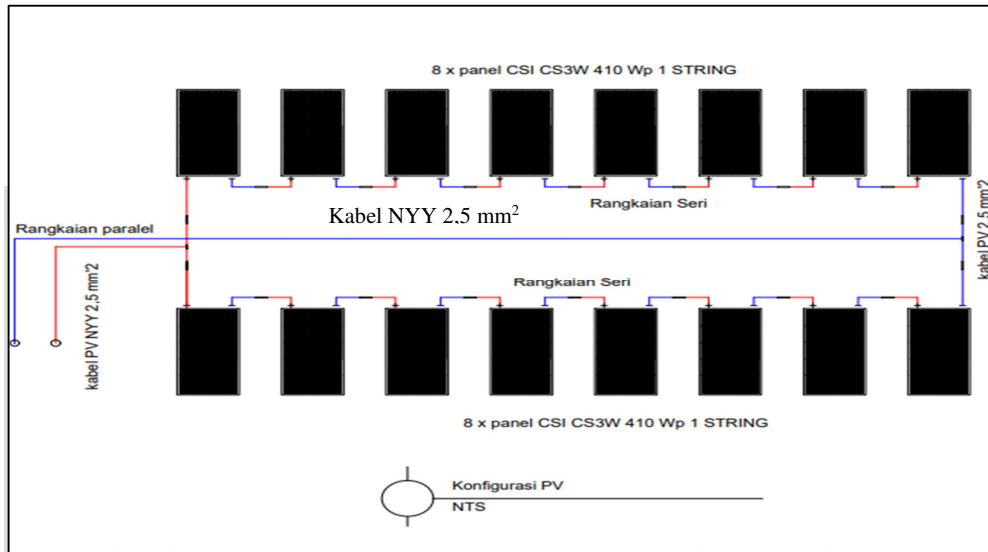 8 x panel CSI CS3W 410 Wp 1 STRING
Rangkaian Seri
Kabel NYY 2.5 mm²
Rangkaian paralel
kabel PV 2,5 mm'2
Rangkaian Seri
kabel PV NYY 2,5 mm'2
8 x panel CSI CS3W 410 Wp 1 STRING
Konfigurasi PV
NTS